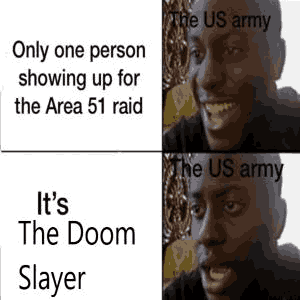 The US army
Only one person
showing up for
the Area 51 raid
The US army
It's
The Doom
Slayer